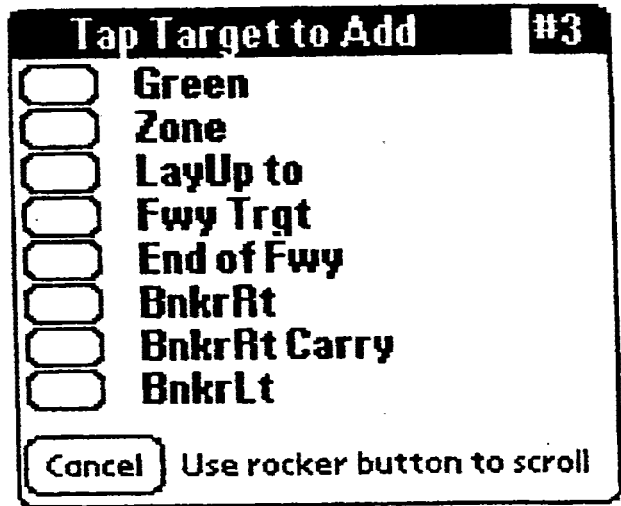 Tap Target to Add #3
Green
Zone
LayUp to
Fwy Trgt
End of Fwy
BnkrRt
BnkrRt Carry
BnkrLt
Cancel Use rocker button to scroll